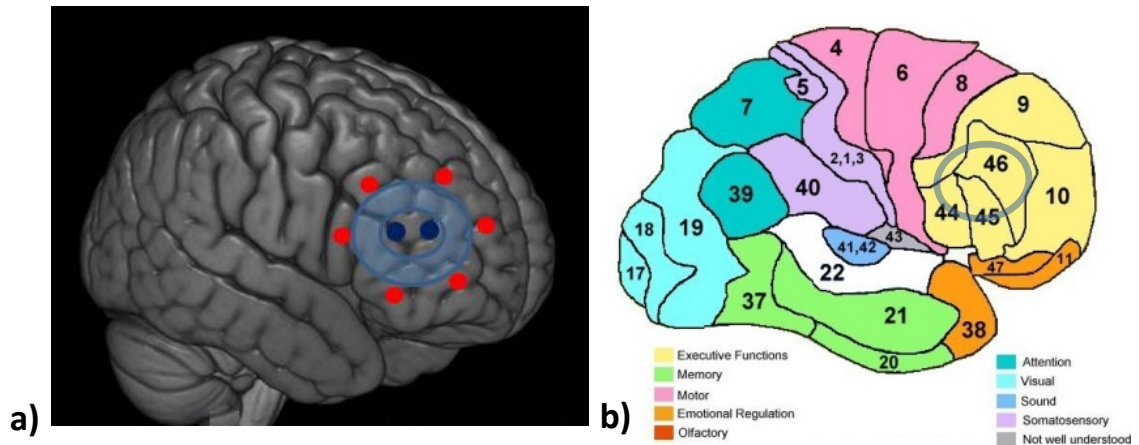 a)
b)
4
6
8
9
5
7
2,1,3
46
10
40
39
44
45
43
41,42
18
19
17
22
47
11
37
21
38
20
Executive Functions
Memory
Motor
Emotional Regulation
Olfactory
Attention
Visual
Sound
Somatosensory
Not well understood